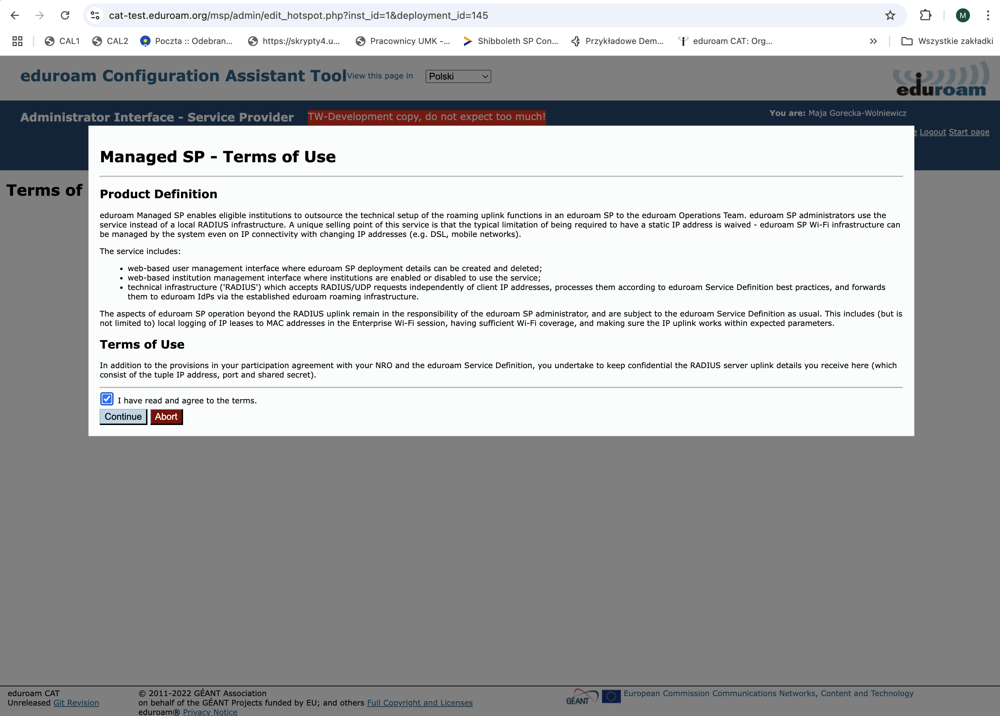 cat-test.eduroam.org/msp/admin/edit_hotspot.php?inst_id=1&deployment_id=145
M
CAL1 CAL2 Poczta :: Odebran... https://skrypty4.u... Pracownicy UMK -... Shibboleth SP Con... Przykładowe Dem... eduroam CAT: Org... Wszystkie zakładki
eduroam Configuration Assistant Tool View this page in Polski
eduroam
Administrator Interface - Service Provider TW-Development copy, do not expect too much! You are: Maja Gorecka-Wolniewicz
Logout Start page
Terms of
Managed SP - Terms of Use
Product Definition
eduroam Managed SP enables eligible institutions to outsource the technical setup of the roaming uplink functions in an eduroam SP to the eduroam Operations Team. eduroam SP administrators use the
service instead of a local RADIUS infrastructure. A unique selling point of this service is that the typical limitation of being required to have a static IP address is waived - eduroam SP Wi-Fi infrastructure can
be managed by the system even on IP connectivity with changing IP addresses (e.g. DSL, mobile networks).
The service includes:
• web-based user management interface where eduroam SP deployment details can be created and deleted;
• web-based institution management interface where institutions are enabled or disabled to use the service;
• technical infrastructure ('RADIUS') which accepts RADIUS/UDP requests independently of client IP addresses, processes them according to eduroam Service Definition best practices, and forwards
them to eduroam IdPs via the established eduroam roaming infrastructure.
The aspects of eduroam SP operation beyond the RADIUS uplink remain in the responsibility of the eduroam SP administrator, and are subject to the eduroam Service Definition as usual. This includes (but is
not limited to) local logging of IP leases to MAC addresses in the Enterprise Wi-Fi session, having sufficient Wi-Fi coverage, and making sure the IP uplink works within expected parameters.
Terms of Use
In addition to the provisions in your participation agreement with your NRO and the eduroam Service Definition, you undertake to keep confidential the RADIUS server uplink details you receive here (which
consist of the tuple IP address, port and shared secret).
I have read and agree to the terms.
Continue Abort
eduroam CAT
Unreleased Git Revision
© 2011-2022 GÉANT Association
on behalf of the GÉANT Projects funded by EU; and others Full Copyright and Licenses
eduroam® Privacy Notice
GÉANT
European Commission Communications Networks, Content and Technology